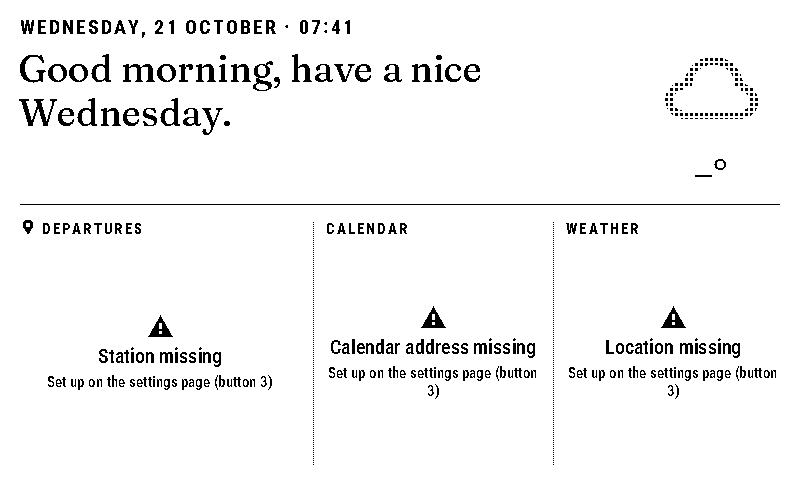 WEDNESDAY, 21 OCTOBER · 07:41
Good morning, have a nice
Wednesday.
_°
DEPARTURES
Station missing
Set up on the settings page (button 3)
CALENDAR
Calendar address missing
Set up on the settings page (button
3)
WEATHER
Location missing
Set up on the settings page (button
3)